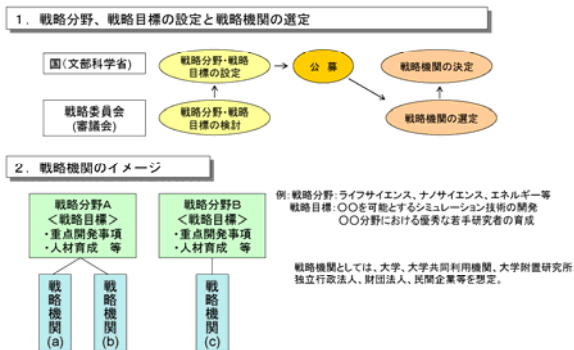 １．戦略分野、戦略目標の設定と戦略機関の選定
国（文部科学省）
戦略分野・戦略
目標の設定
公 募
戦略機関の決定
戦略委員会
(審議会)
戦略分野・戦略
目標の検討
戦略機関の選定
２．戦略機関のイメージ
戦略分野A
＜戦略目標＞
・重点開発事項
・人材育成 等
戦略分野B
＜戦略目標＞
・重点開発事項
・人材育成 等
例：戦略分野：ライフサイエンス、ナノサイエンス、エネルギー等
戦略目標：○○を可能とするシミュレーション技術の開発
○○分野における優秀な若手研究者の育成
戦略機関としては、大学、大学共同利用機関、大学附置研究所
独立行政法人、財団法人、民間企業等を想定。
戦略機関(a)
戦略機関(b)
戦略機関(c)